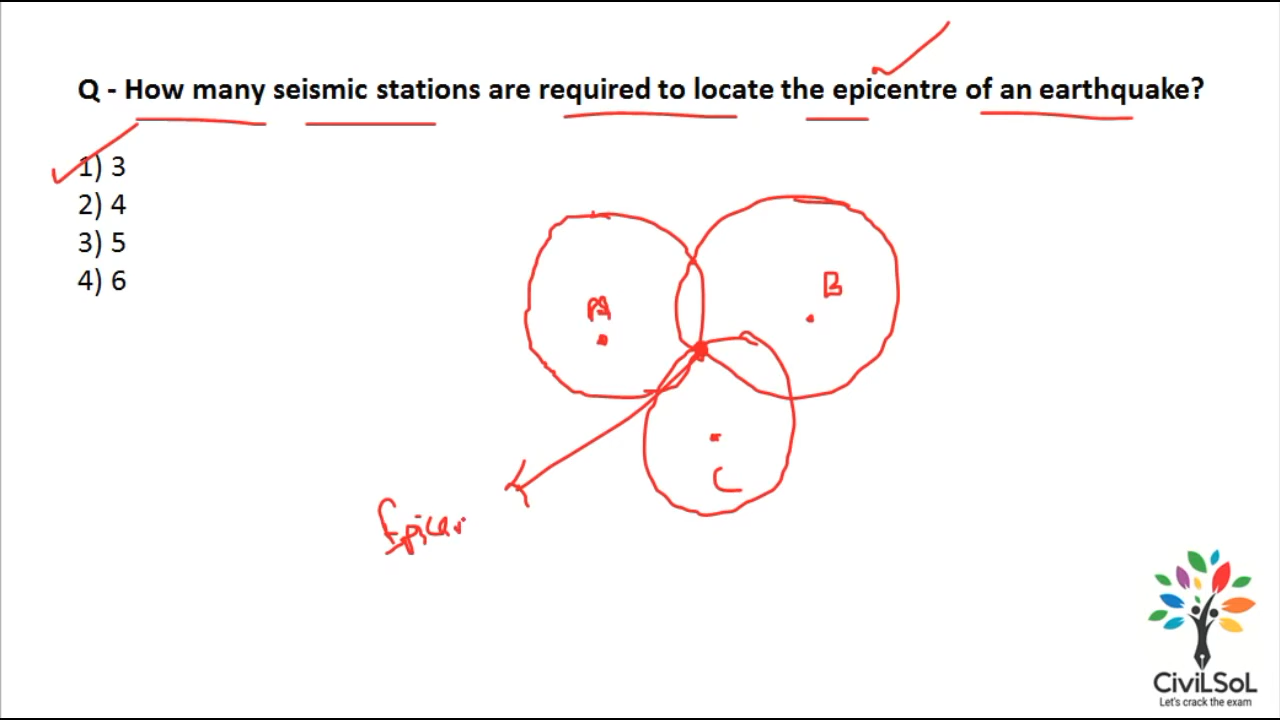 Q - How many seismic stations are required to locate the epicentre of an earthquake?
1) 3
2) 4
3) 5
4) 6
A
B
C
CiviLSoL
Let's crack the exam